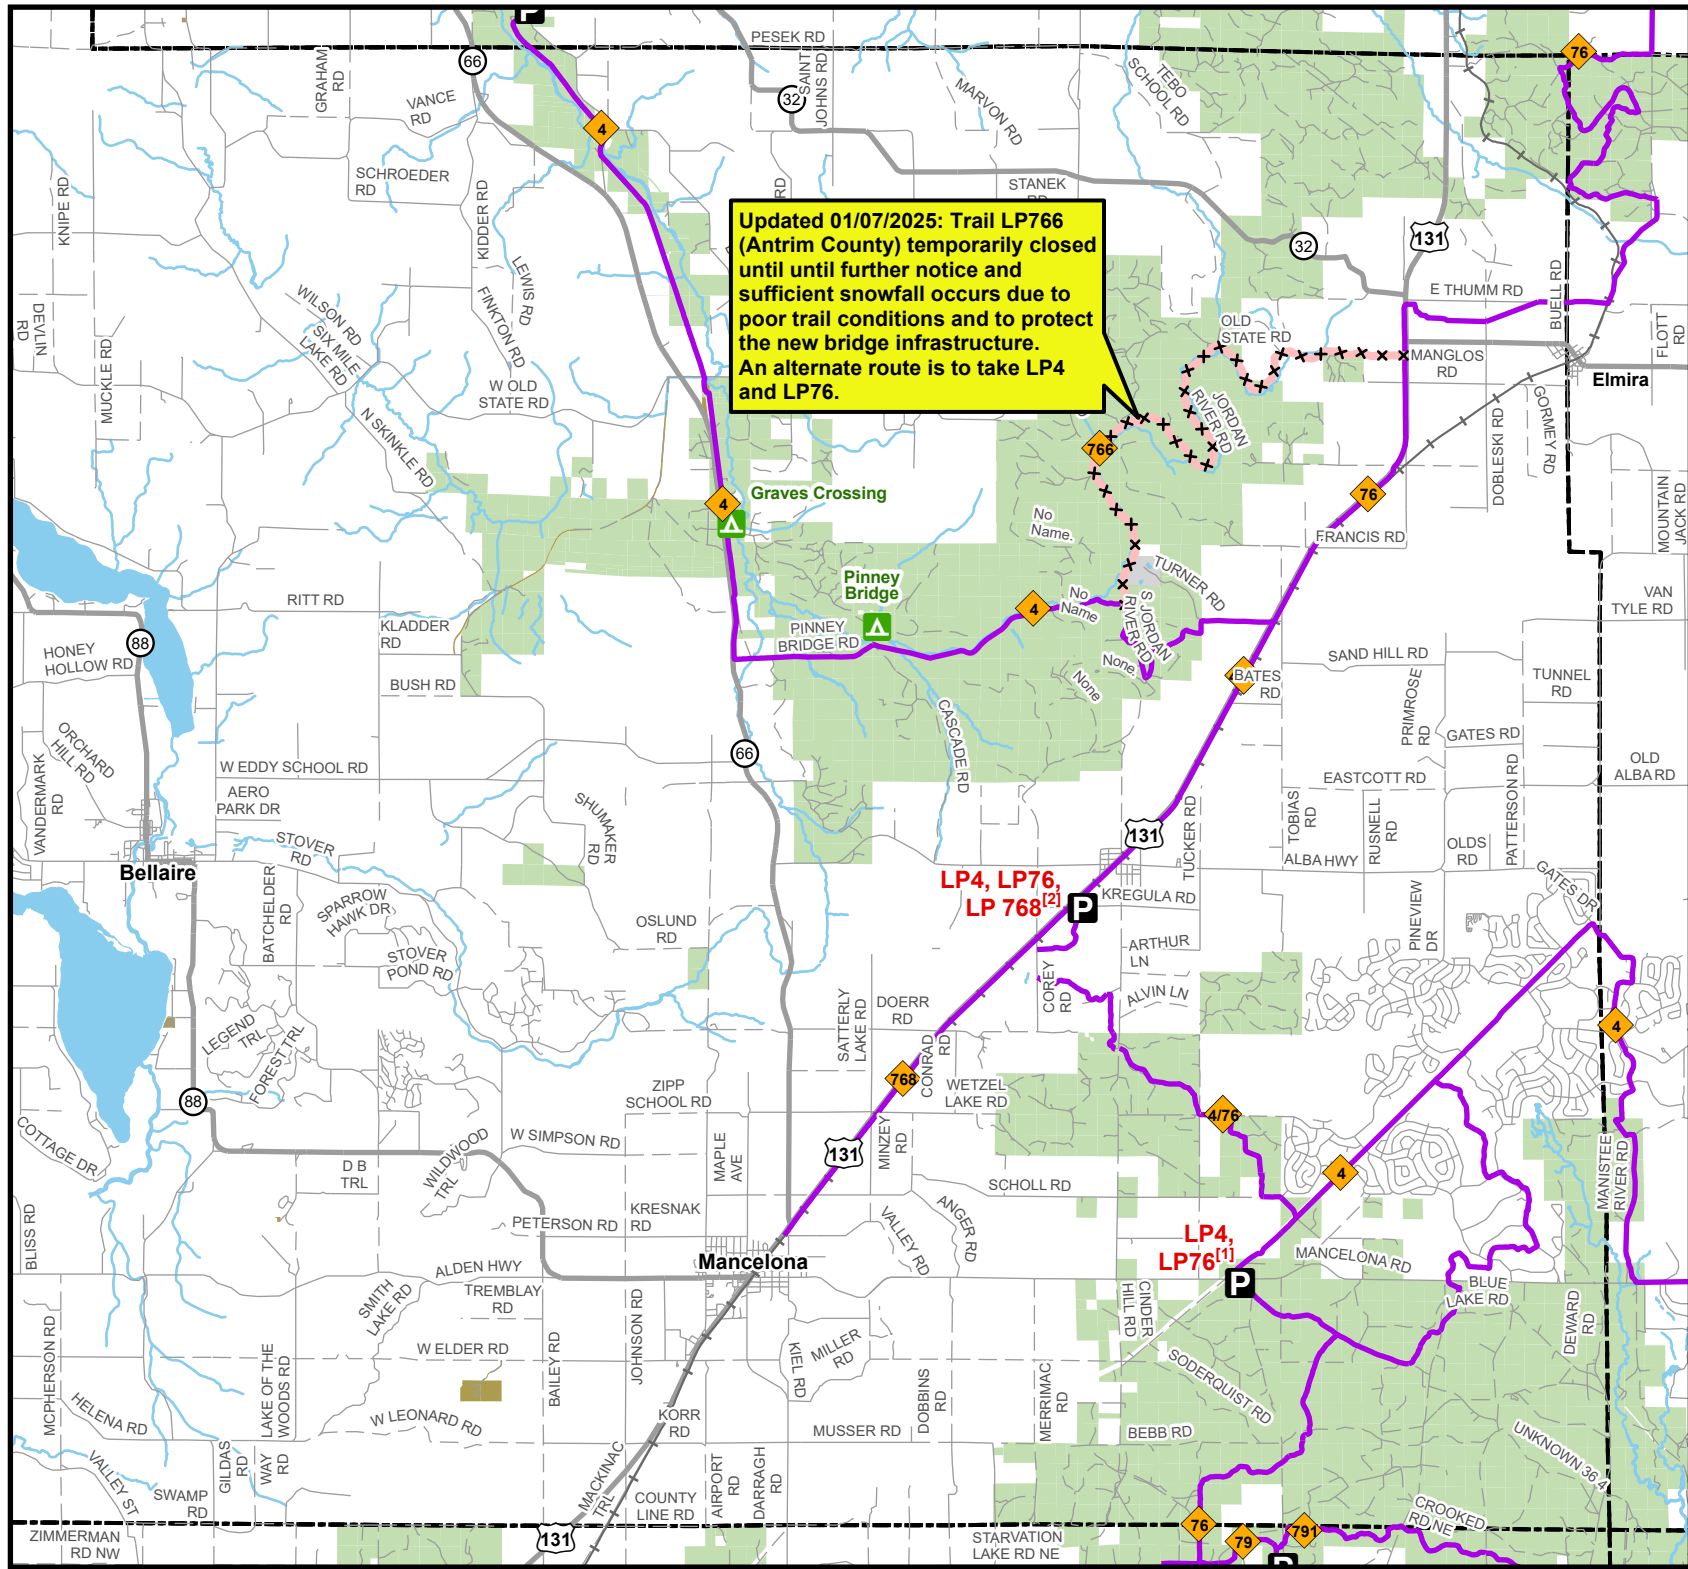 PESEK RD
66
GRAHAM
RD
VANCE
RD
32
SAINT
JOHNS RD
MARVON RD
TEBO
SCHOOL RD
76
4
SCHROEDER
RD
STANEK
RD
KNIPE RD
KIDDER RD
Updated 01/07/2025: Trail LP766
(Antrim County) temporarily closed
until until further notice and
sufficient snowfall occurs due to
poor trail conditions and to protect
the new bridge infrastructure.
An alternate route is to take LP4
and LP76.
32
131
E THUMM RD
BUELL RD
FLOTT
RD
DEVLIN
RD
MUCKLE RD
WILSON RD
SIX MILE
LAKE RD
LEWIS RD
FINKTON RD
OLD
STATE RD
MANGLOS
RD
Elmira
W OLD
STATE RD
N SKINKLE RD
JORDAN
RIVER RD
GORMEY RD
DOBLESKI RD
766
76
4
Graves Crossing
No
Name.
FRANCIS RD
MOUNTAIN
JACK RD
Pinney
Bridge
TURNER RD
RITT RD
VAN
TYLE RD
88
HONEY
HOLLOW RD
KLADDER
RD
PINNEY
BRIDGE RD
4
No
Name
S JORDAN
RIVER RD
None.
None
SAND HILL RD
BUSH RD
BATES
RD
TUNNEL
RD
PRIMROSE
RD
ORCHARD
HILL RD
CASCADE RD
66
GATES RD
W EDDY SCHOOL RD
OLD
ALBA RD
VANDERMARK
RD
AERO
PARK DR
SHUMAKER
RD
EASTCOTT RD
TOBIAS
RD
RUSNELL
RD
PATTERSON RD
STOVER
RD
131
TUCKER RD
OLDS
RD
ALBA HWY
Bellaire
LP4, LP76,
LP 768[2]
P
KREGULA RD
GATES DR
BATCHELDER
RD
SPARROW
HAWK DR
OSLUND
RD
PINEVIEW
DR
STOVER
POND RD
ARTHUR
LN
ALVIN LN
COREY
RD
SATTERLY
LAKE RD
DOERR
RD
LEGEND
TRL
FOREST TRL
4
CONRAD
RD
768
WETZEL
LAKE RD
ZIPP
SCHOOL RD
88
4/76
COTTAGE DR
W SIMPSON RD
MAPLE
AVE
131
MINZEY
RD
D B
TRL
WILDWOOD
TRL
MANISTEE
RIVER RD
4
SCHOLL RD
BLISS RD
KRESNAK
RD
PETERSON RD
VALLEY RD
ANGER RD
LP4,
LP76[1]
P
MANCELONA RD
Mancelona
ALDEN HWY
TREMBLAY
RD
SMITH
LAKE RD
CINDER
HILL RD
BLUE
LAKE RD
DEWARD
RD
MCPHERSON RD
W ELDER RD
JOHNSON RD
KIEL RD
MILLER
RD
SODERQUIST RD
BAILEY RD
LAKE OF THE
WOODS RD
HELENA RD
W LEONARD RD
KORR
RD
MUSSER RD
DOBBINS
RD
MERRIMAC
RD
BEBB RD
UNKNOWN 36 4
GILDAS
RD
WAY
RD
VALLEY ST
SWAMP
RD
MACKINAC
TRL
COUNTY
LINE RD
AIRPORT
RD
DARRAGH
RD
CROOKED
RD NE
ZIMMERMAN
RD NW
131
STARVATION
LAKE RD NE
76
79
791